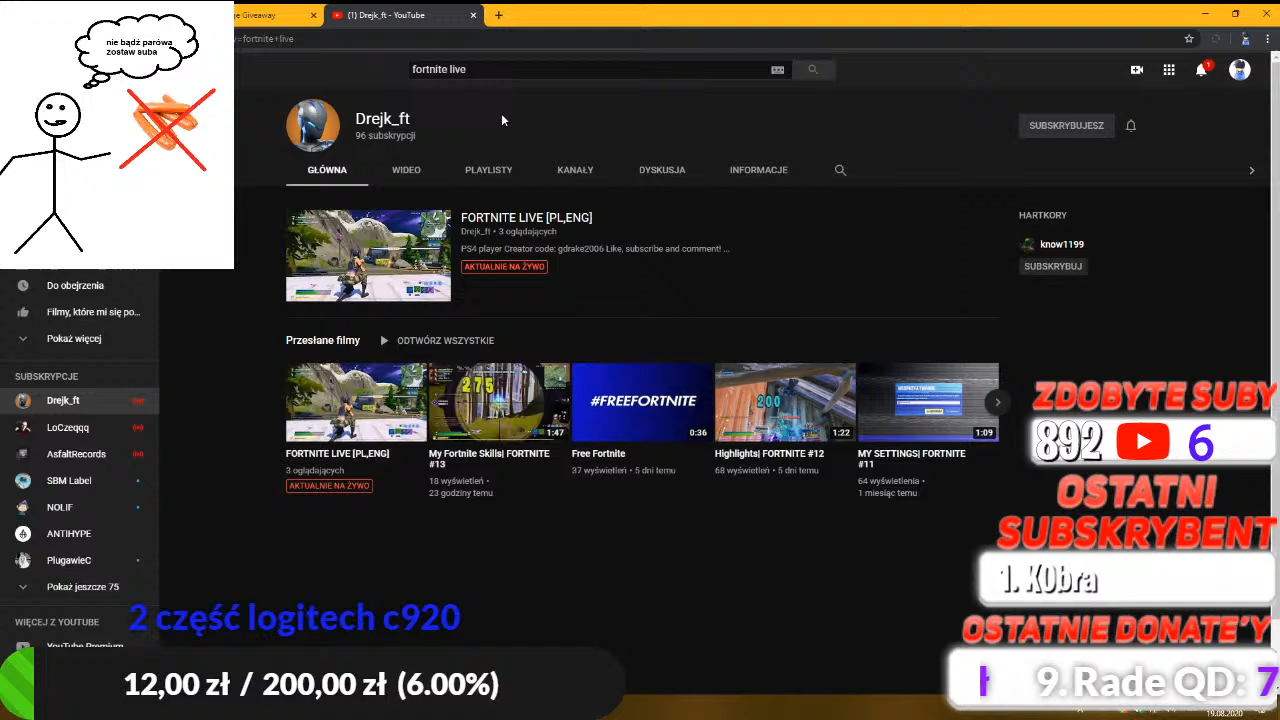 ge Giveaway
(1) Drejk_ft - YouTube
=fortnite+live
nie bądź parówą
zostaw suba
fortnite live
1
Drejk_ft
96 subskrypcji
SUBSKRYBUJESZ
GŁÓWNA WIDEO PLAYLISTY KANAŁY DYSKUSJA INFORMACJE
FORTNITE LIVE [PL,ENG]
Drejk_ft • 3 oglądających
PS4 player Creator code: gdrake2006 Like, subscribe and comment! ...
AKTUALNIE NA ŻYWO
HARTKORY
know1199
SUBSKRYBUJ
Do obejrzenia
Filmy, które mi się po...
Pokaż więcej
SUBSKRYPCJE
Drejk_ft
LoCzeqqq
AsfaltRecords
SBM Label
NOLIF
ANTIHYPE
PlugawieC
Pokaż jeszcze 75
WIĘCEJ Z YOUTUBE
YouTube Premium
Przesłane filmy ODTWÓRZ WSZYSTKIE
275
1:47
#FREEFORTNITE
0:36
200
1:22
1:09
FORTNITE LIVE [PL,ENG]
3 oglądających
AKTUALNIE NA ŻYWO
My Fortnite Skills| FORTNITE
#13
18 wyświetleń •
23 godziny temu
Free Fortnite
37 wyświetleń • 5 dni temu
Highlights| FORTNITE #12
68 wyświetleń • 5 dni temu
MY SETTINGS| FORTNITE
#11
64 wyświetlenia •
1 miesiąc temu
ZDOBYTE SUBY
892 6
OSTATNI
SUBSKRYBENT
1. K0bra
OSTATNIE DONATE'Y
9. Rade QD: 7
2 część logitech c920
12,00 zł / 200,00 zł (6.00%)
19.08.2020